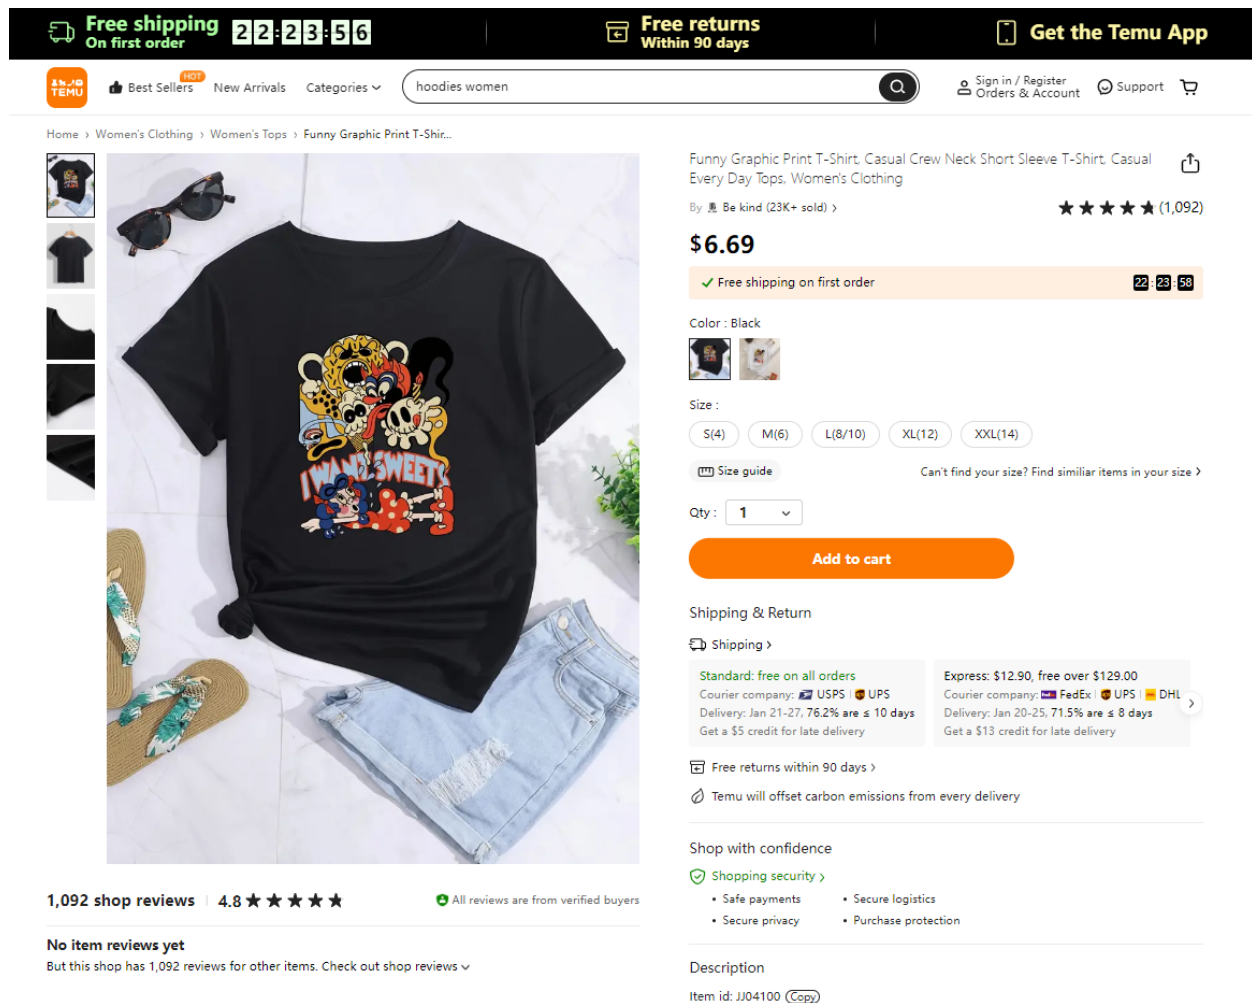 Free shipping
On first order
22:23:56
Free returns
Within 90 days
Get the Temu App
TEMU
Best Sellers
HOT
New Arrivals
Categories
hoodies women
Sign in / Register
Orders & Account
Support
Home › Women's Clothing › Women's Tops › Funny Graphic Print T-Shir...
Funny Graphic Print T-Shirt, Casual Crew Neck Short Sleeve T-Shirt, Casual
Every Day Tops, Women's Clothing
By Be kind (23K+ sold) ›
(1,092)
$6.69
Free shipping on first order
22:23:58
Color : Black
Size :
S(4)
M(6)
L(8/10)
XL(12)
XXL(14)
Size guide
Can't find your size? Find similiar items in your size ›
Qty :
1
Add to cart
I WANT SWEETS
Shipping & Return
Shipping ›
Standard: free on all orders
Courier company: USPS | UPS
Delivery: Jan 21-27, 76.2% are ≤ 10 days
Get a $5 credit for late delivery
Express: $12.90, free over $129.00
Courier company: FedEx | UPS | DHL
Delivery: Jan 20-25, 71.5% are ≤ 8 days
Get a $13 credit for late delivery
Free returns within 90 days ›
Temu will offset carbon emissions from every delivery
Shop with confidence
Shopping security ›
• Safe payments
• Secure logistics
• Secure privacy
• Purchase protection
1,092 shop reviews
4.8
All reviews are from verified buyers
No item reviews yet
But this shop has 1,092 reviews for other items. Check out shop reviews
Description
Item id: JJ04100
Copy